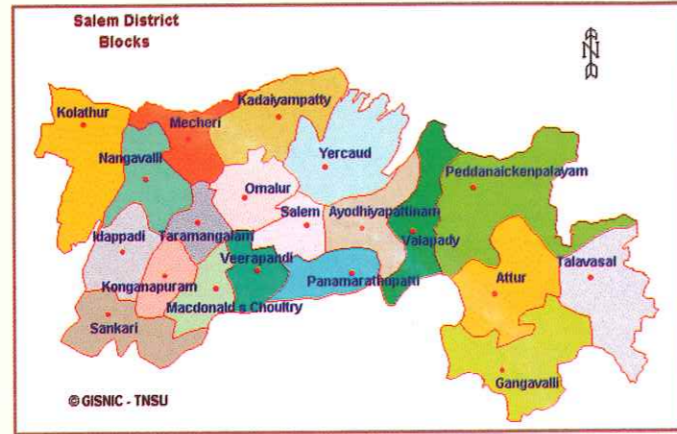 Salem District
Blocks
N
Kolathur
Mecheri
Kadaiyampatty
Nangavalli
Yercaud
Omalur
Peddanaickenpalayam
Salem
Ayodhiyapattinam
Idappadi
Taramangalam
Valapady
Veerapandi
Talavasal
Konganapuram
Panamarathopatti
Attur
Macdonald s Choultry
Sankari
Gangavalli
© GISNIC - TNSU